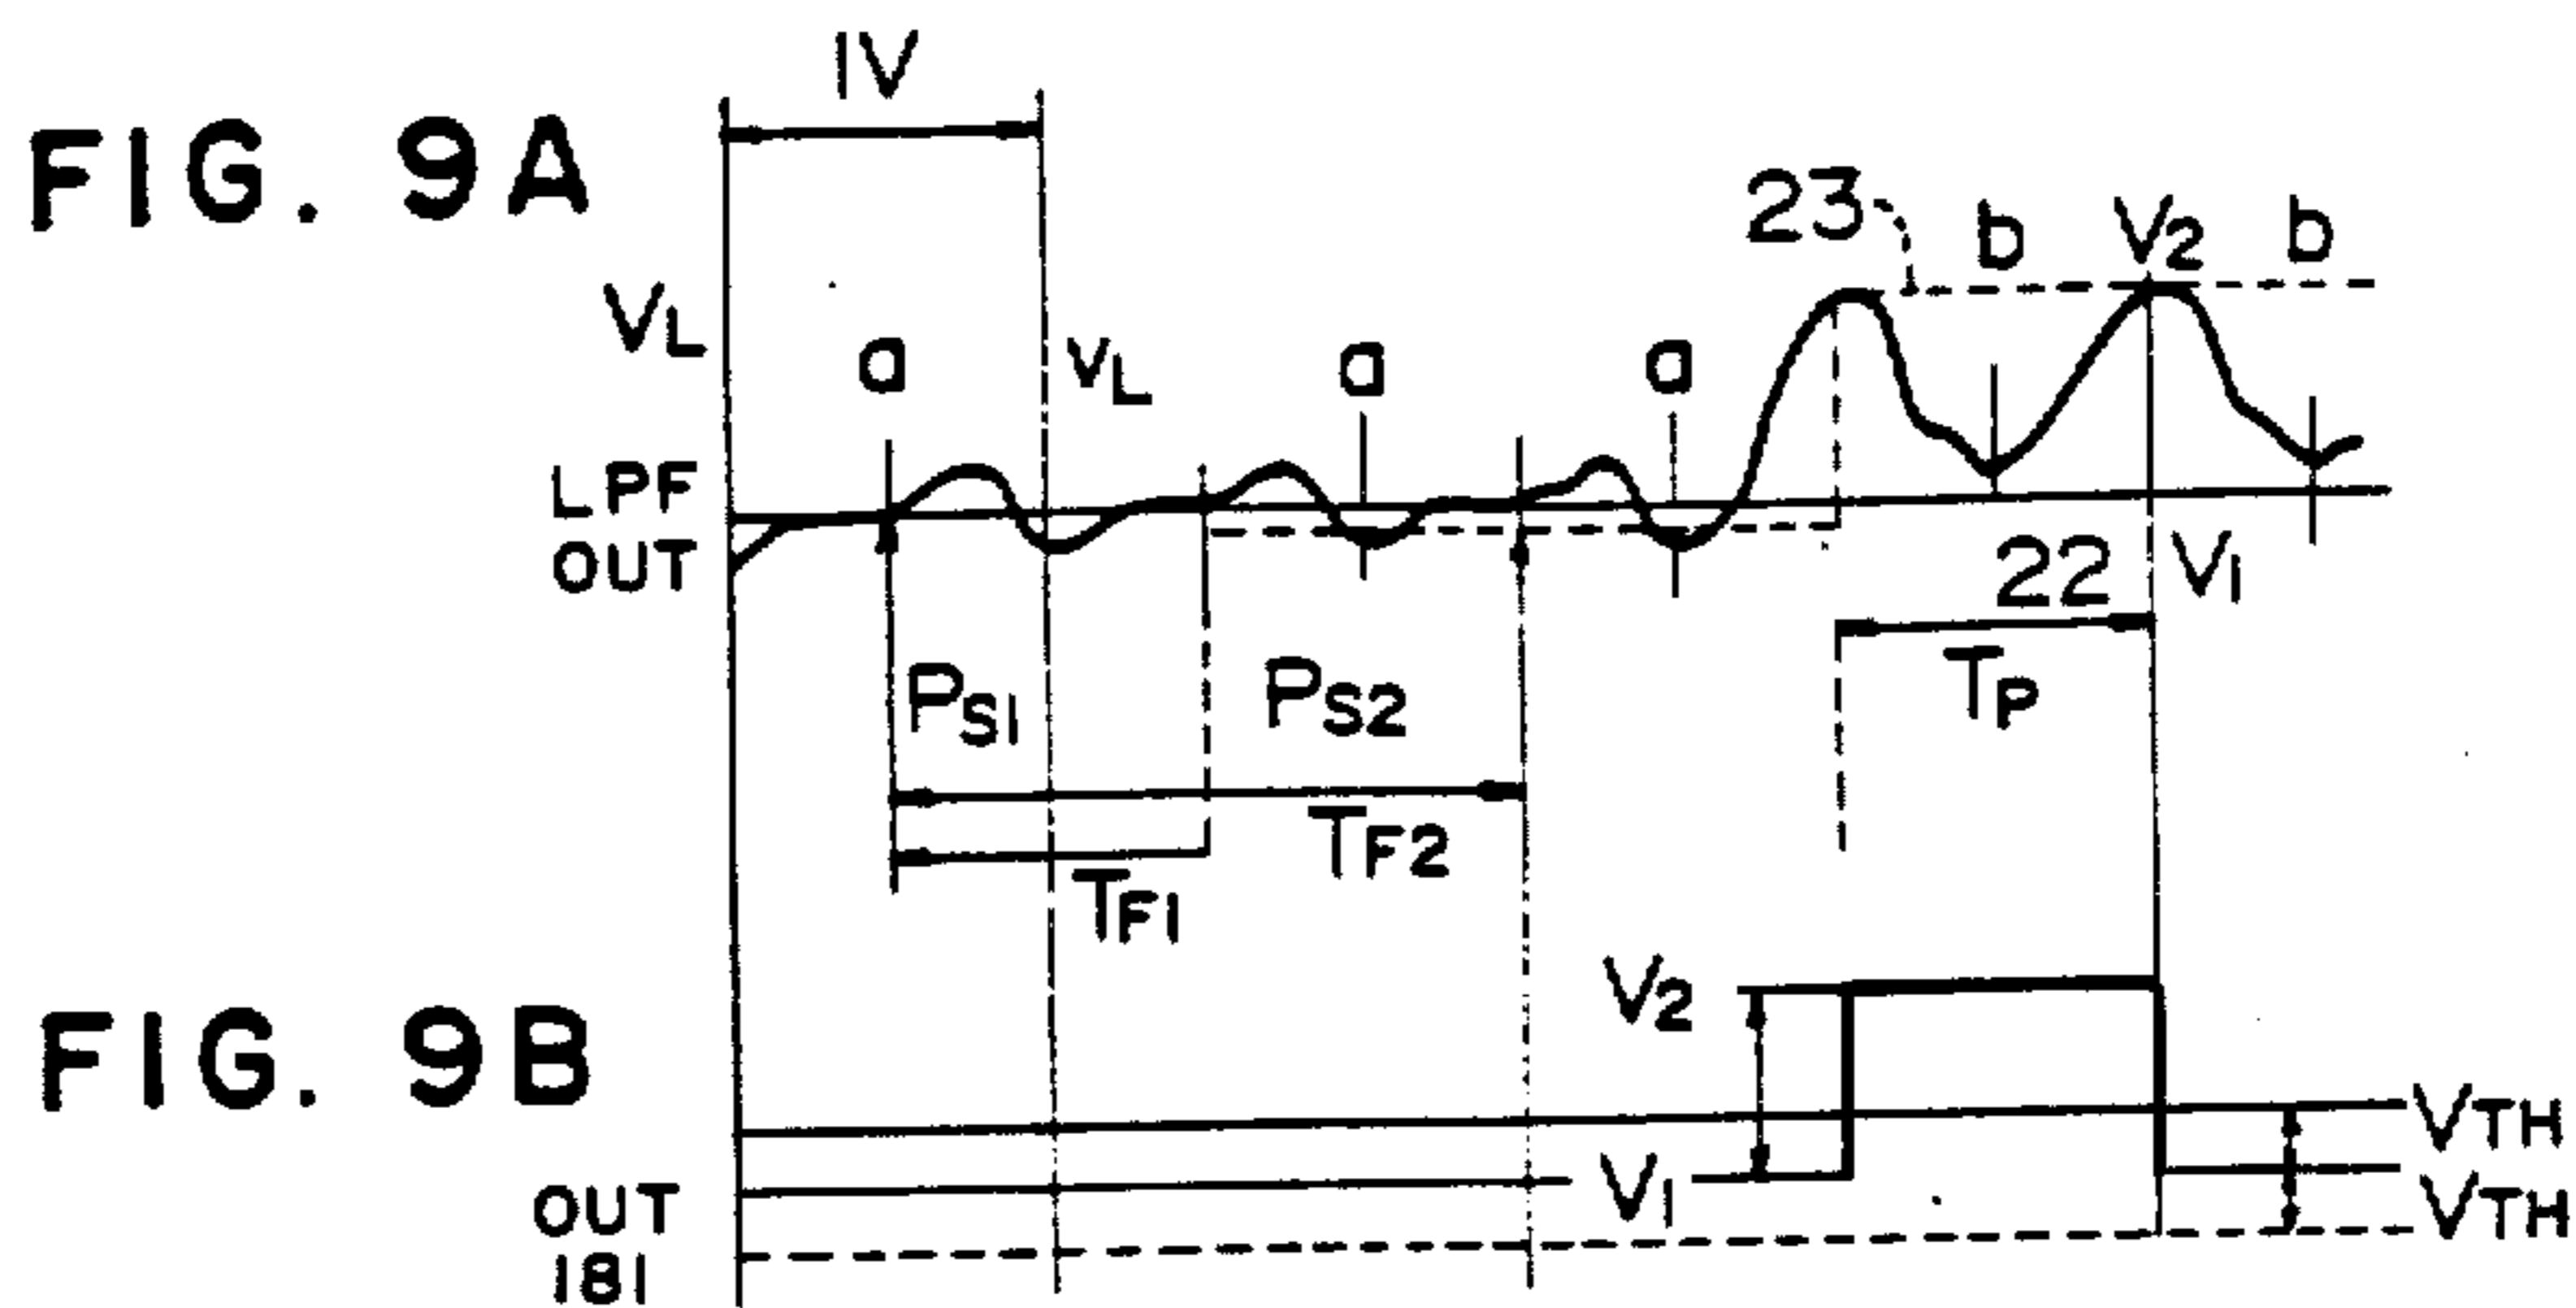 FIG. 9A
1V
VL
a
VL
a
a
23
b
V2
b
LPF
OUT
22
V1
PS1
PS2
TP
TF2
TF1
FIG. 9B
V2
V1
VTH
VTH
OUT
181